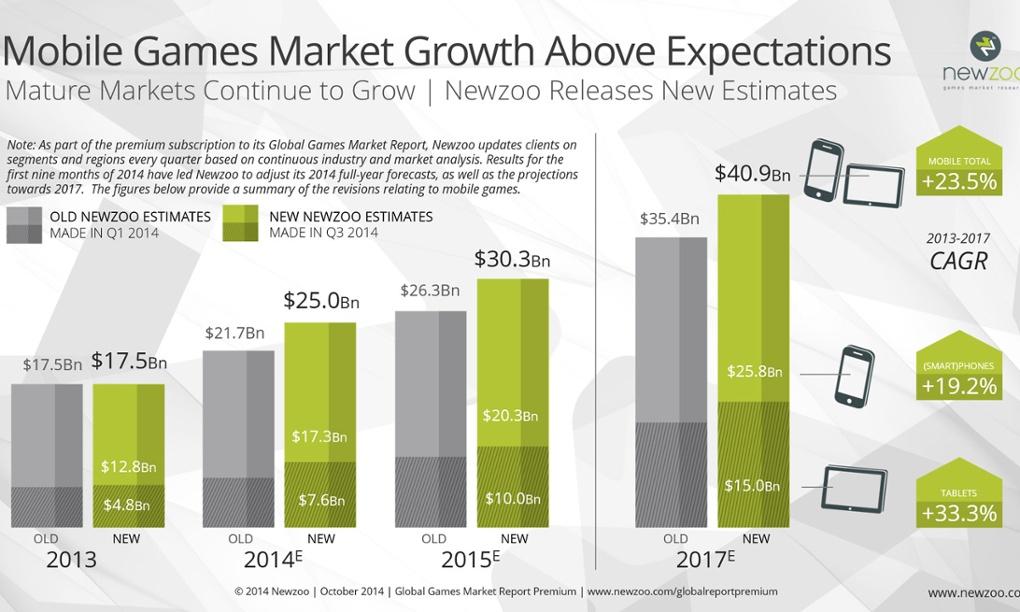 Mobile Games Market Growth Above Expectations
Mature Markets Continue to Grow | Newzoo Releases New Estimates
newzoo
games market resear
Note: As part of the premium subscription to its Global Games Market Report, Newzoo updates clients on
segments and regions every quarter based on continuous industry and market analysis. Results for the
first nine months of 2014 have led Newzoo to adjust its 2014 full-year forecasts, as well as the projections
towards 2017. The figures below provide a summary of the revisions relating to mobile games.
OLD NEWZOO ESTIMATES
MADE IN Q1 2014
NEW NEWZOO ESTIMATES
MADE IN Q3 2014
$17.5Bn
$17.5Bn
$12.8Bn
$4.8Bn
OLD
NEW
2013
$21.7Bn
$25.0Bn
$17.3Bn
$7.6Bn
OLD
NEW
2014E
$26.3Bn
$30.3Bn
$20.3Bn
$10.0Bn
OLD
NEW
2015E
$35.4Bn
$40.9Bn
$25.8Bn
$15.0Bn
OLD
NEW
2017E
MOBILE TOTAL
+23.5%
2013-2017
CAGR
(SMART)PHONES
+19.2%
TABLETS
+33.3%
© 2014 Newzoo | October 2014 | Global Games Market Report Premium | www.newzoo.com/globalreportpremium
www.newzoo.co